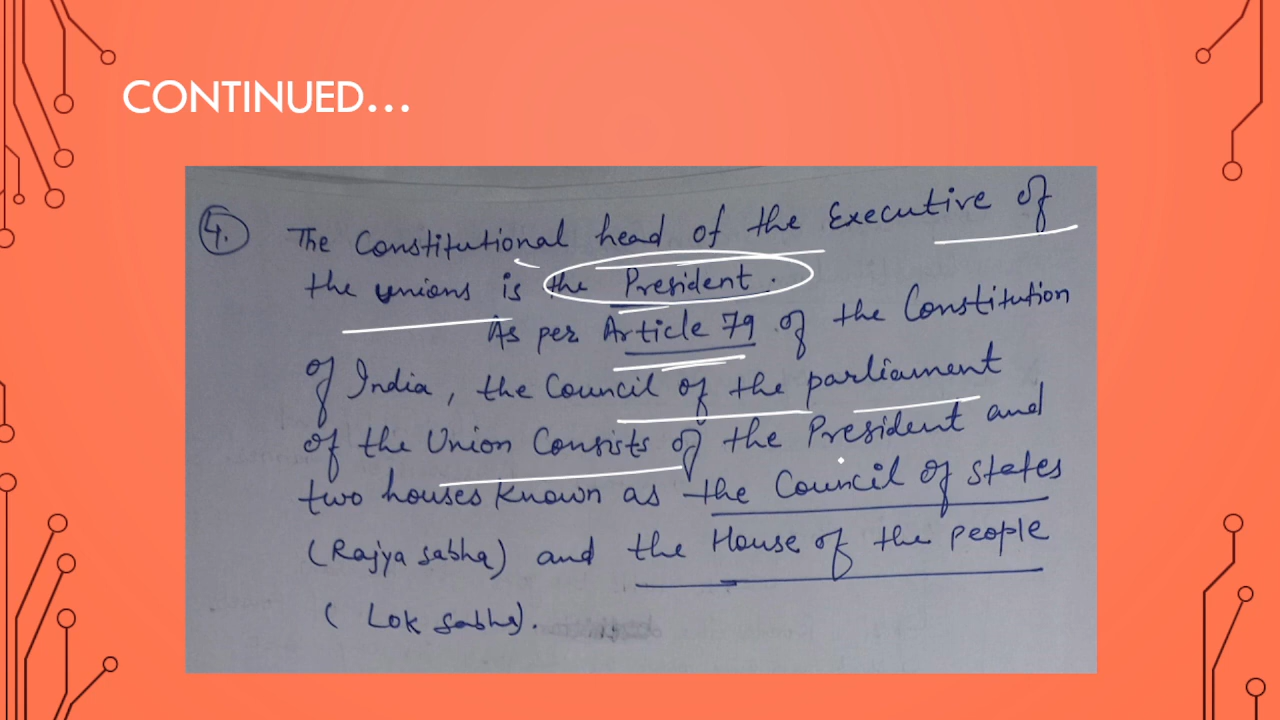 CONTINUED...
4. The Constitutional head of the Executive of
the unions is the President.
As per Article 79 of the Constitution
of India, the Council of the parliament
of the Union Consists of the President and
two houses known as the Council of states
(Rajya sabha) and the House of the people
( Lok sabha).